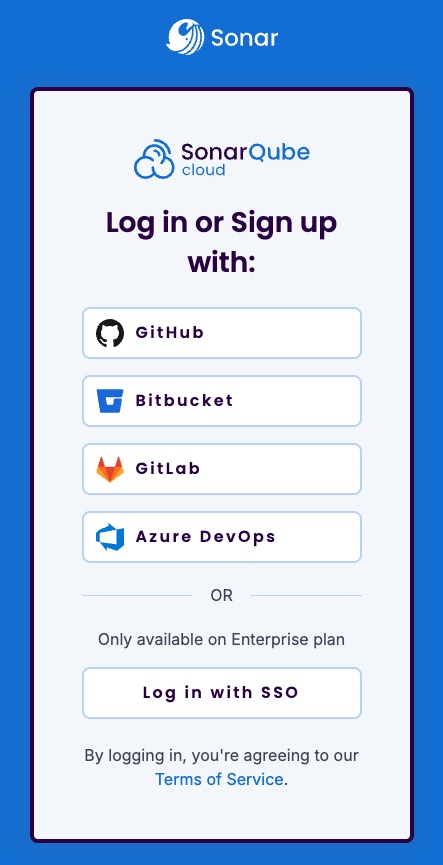 Sonar
SonarQube
cloud
Log in or Sign up
with:
GitHub
Bitbucket
GitLab
Azure DevOps
OR
Only available on Enterprise plan
Log in with SSO
By logging in, you're agreeing to our
Terms of Service.